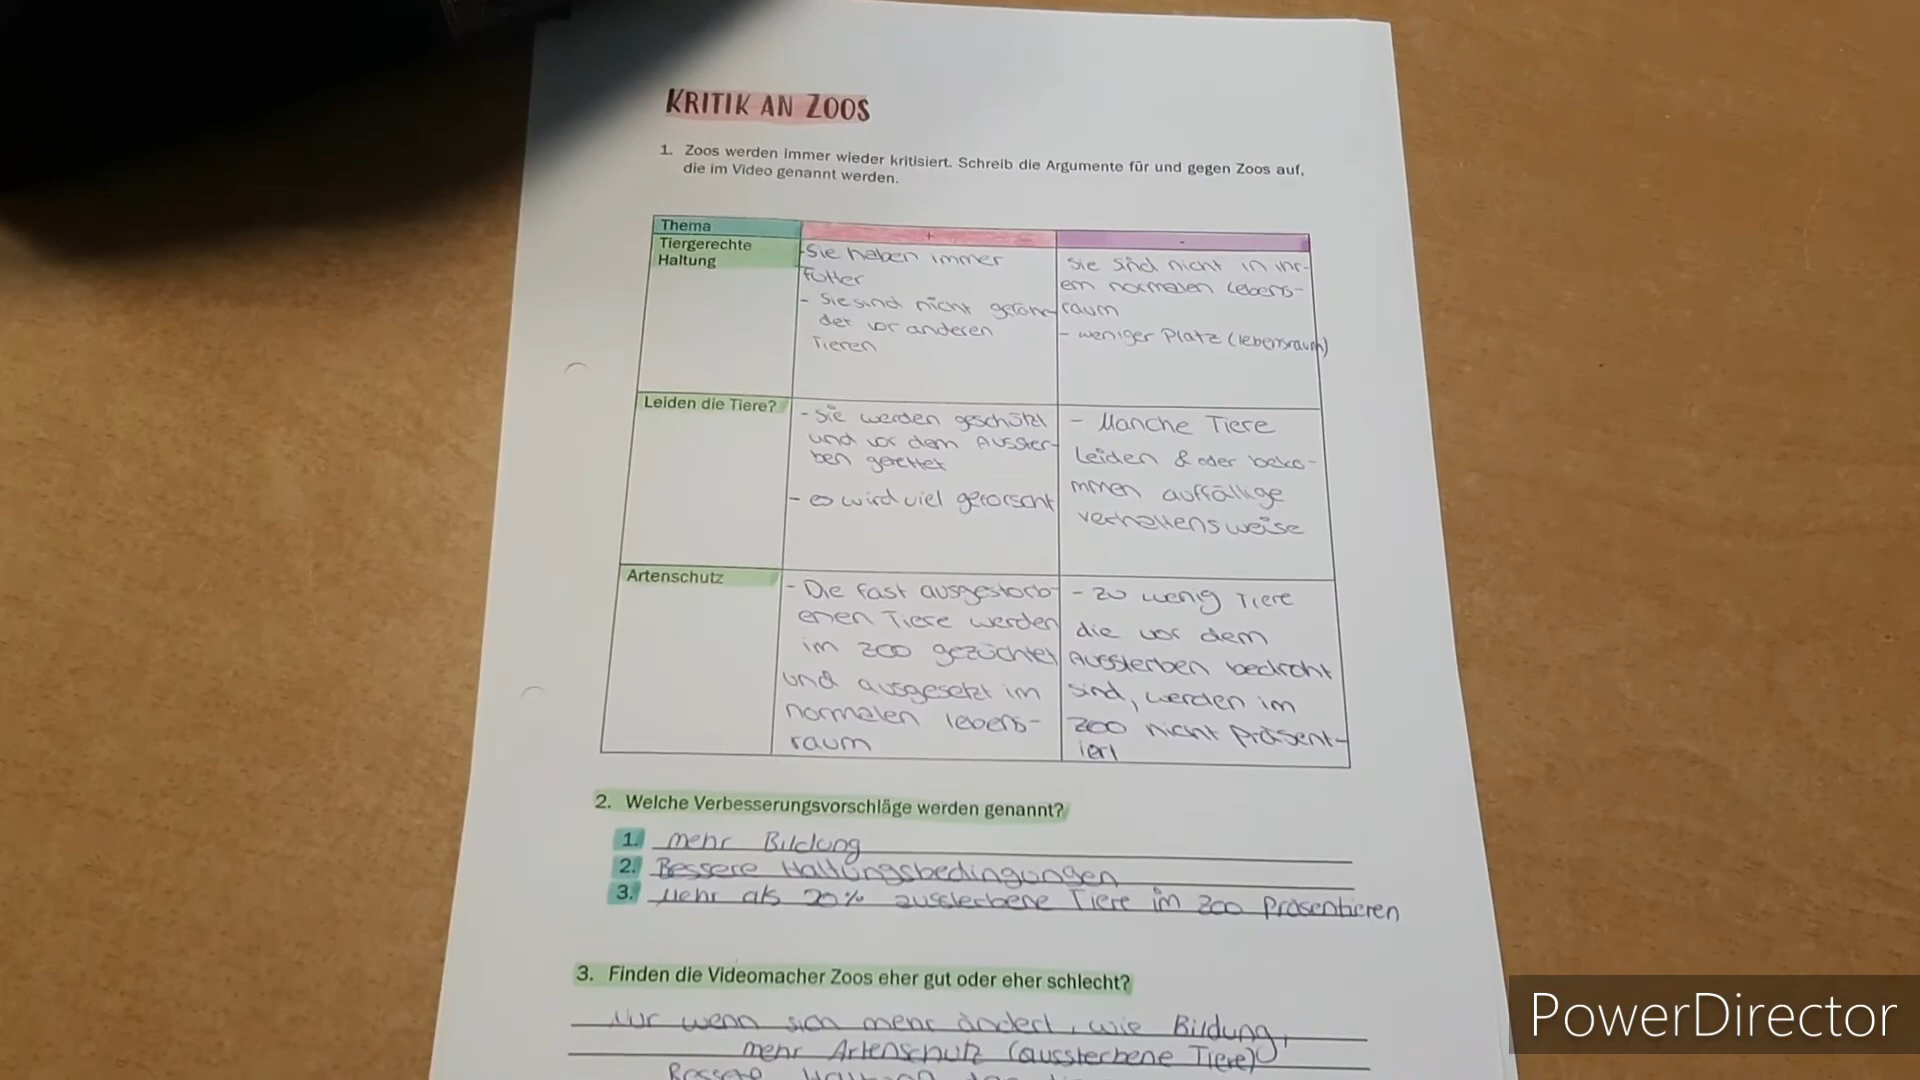 KRITIK AN ZOOS
1. Zoos werden immer wieder kritisiert. Schreib die Argumente für und gegen Zoos auf,
die im Video genannt werden.
Thema
+
-
Tiergerechte
Haltung
-Sie haben immer
Futter
- Sie sind nicht gefähr-
det vor anderen
Tieren
Sie sind nicht in ihr-
em normalen Lebens-
raum
- weniger Platz (lebensraum)
Leiden die Tiere?
- Sie werden geschützt
und vor demAusster-
ben gerettet
- es wird viel geforscht
- Manche Tiere
Leiden & oder beko-
mmen auffällige
verhaltensweise
Artenschutz
- Die fast ausgestorb-
enen Tiere werden
im Zoo gezüchtet
und ausgesetzt im
normalen lebens-
raum
- zu wenig Tiere
die vor dem
Aussterben bedroht
sind, werden im
Zoo nicht präsent-
iert
2. Welche Verbesserungsvorschläge werden genannt?
1. mehr Bildung
2. Bessere Haltungsbedingungen
3. Mehr als 20% aussterbene Tiere im Zoo Präsentieren
3. Finden die Videomacher Zoos eher gut oder eher schlecht?
Nur wenn sich mehr ändert, wie Bildung,
mehr Artenschutz (aussterbene Tiere)
Bessere
PowerDirector